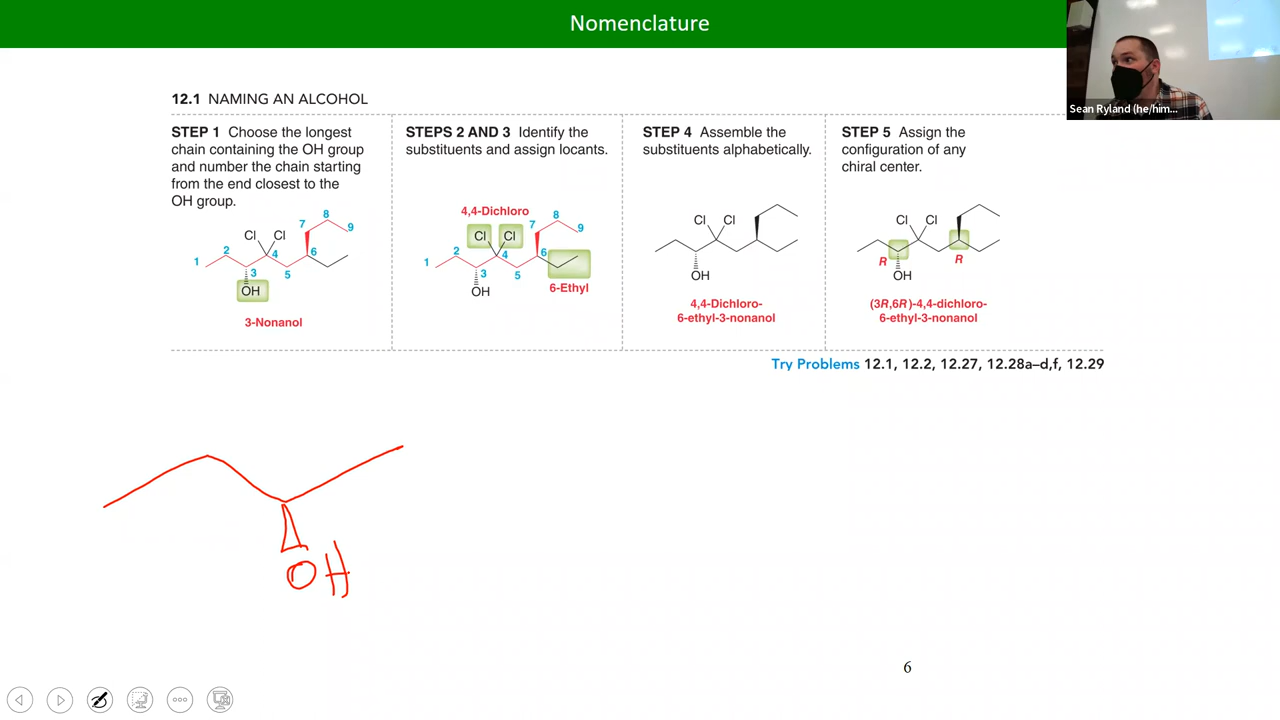 Nomenclature
Sean Ryland (he/him...
12.1 NAMING AN ALCOHOL
STEP 1 Choose the longest
chain containing the OH group
and number the chain starting
from the end closest to the
OH group.
Cl Cl
1 2 3 4 5 6 7 8 9
OH
3-Nonanol
STEPS 2 AND 3 Identify the
substituents and assign locants.
4,4-Dichloro
Cl Cl
1 2 3 4 5 6 7 8 9
OH
6-Ethyl
STEP 4 Assemble the
substituents alphabetically.
Cl Cl
OH
4,4-Dichloro-
6-ethyl-3-nonanol
STEP 5 Assign the
configuration of any
chiral center.
Cl Cl
R
R
OH
(3R,6R)-4,4-dichloro-
6-ethyl-3-nonanol
Try Problems 12.1, 12.2, 12.27, 12.28a–d,f, 12.29
OH
6